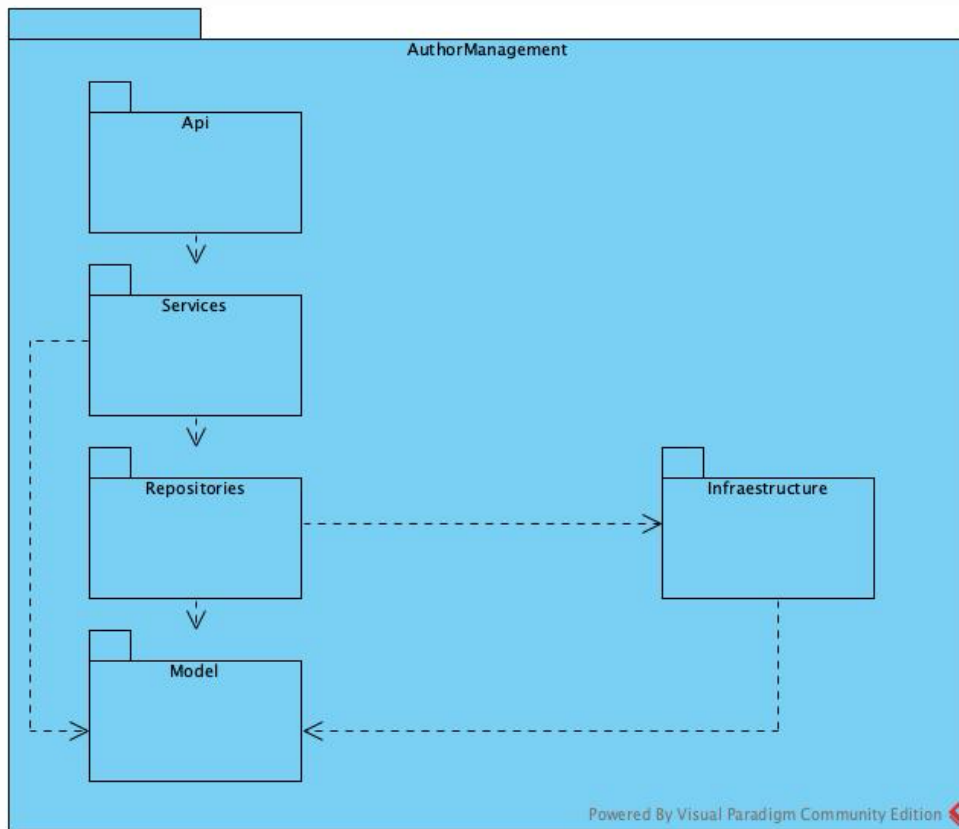 AuthorManagement
Api
Services
Repositories
Infraestructure
Model
Powered By Visual Paradigm Community Edition